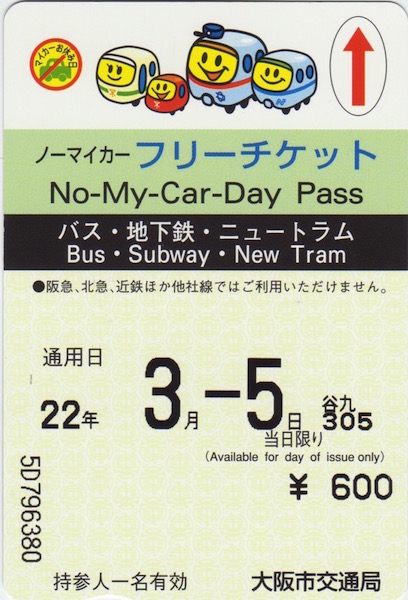 マイカーお休み日
ノーマイカーフリーチケット
No-My-Car-Day Pass
バス・地下鉄・ニュートラム
Bus・Subway・New Tram
●阪急、北急、近鉄ほか他社線ではご利用いただけません。
通用日
22年 3月-5日 谷九 305
当日限り
(Available for day of issue only)
¥ 600
5D796380
持参人一名有効 大阪市交通局